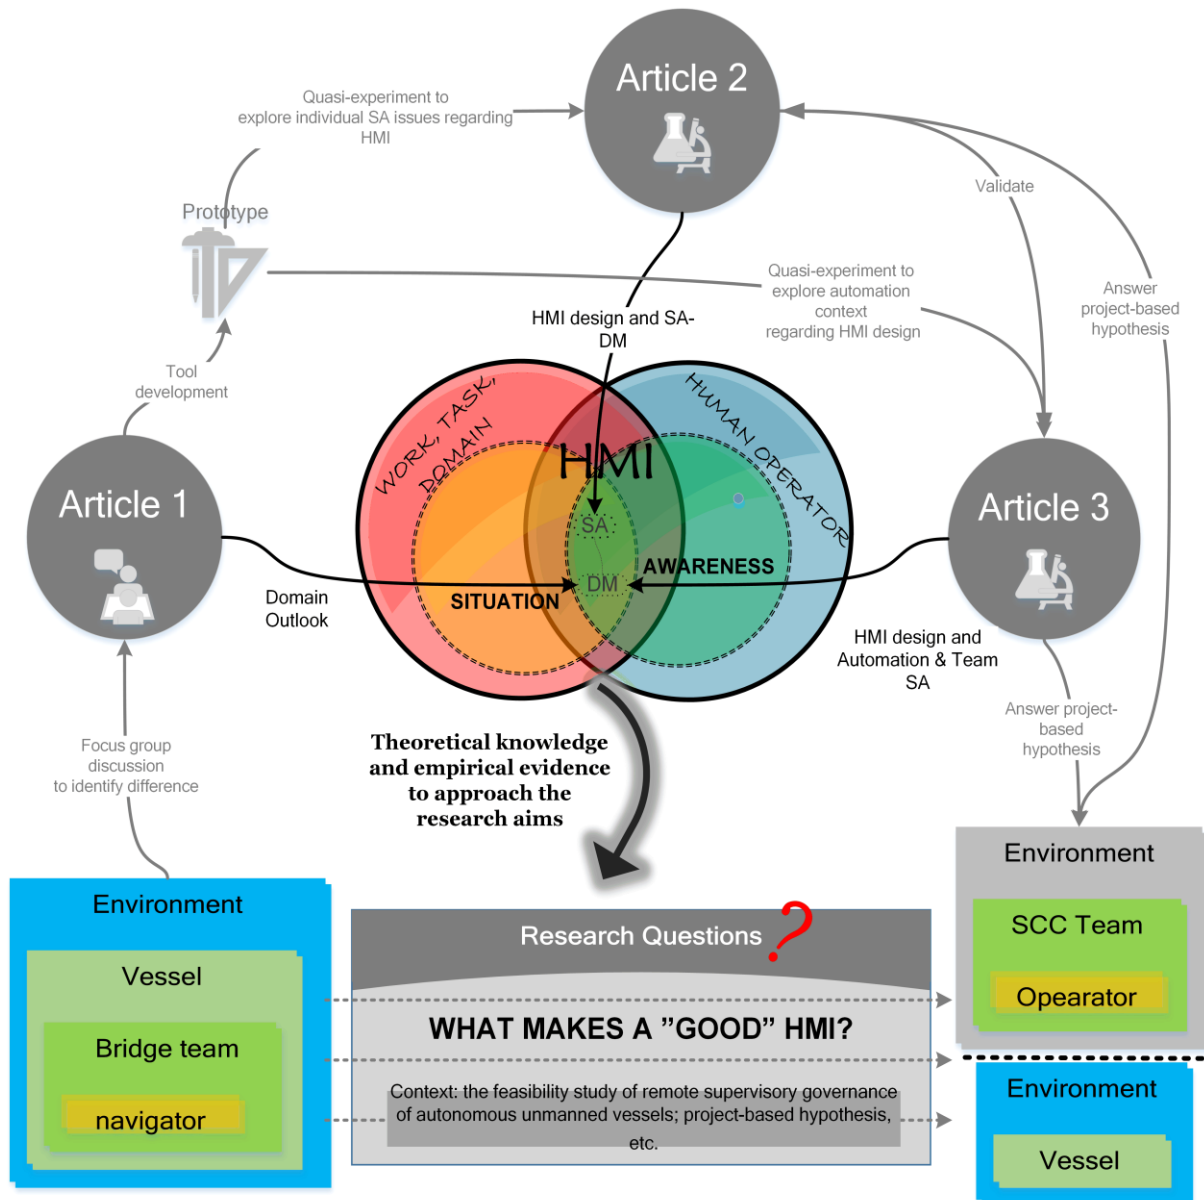 Article 2
Quasi-experiment to
explore individual SA issues regarding
HMI
Validate
Prototype
Quasi-experiment to
explore automation
context
regarding HMI design
Answer
project-based
hypothesis
HMI design and SA-
DM
Tool
development
WORK, TASK,
DOMAIN
HUMAN OPERATOR
HMI
Article 1
Article 3
SA
DM
SITUATION
AWARENESS
Domain
Outlook
HMI design and
Automation & Team
SA
Answer project-
based
hypothesis
Focus group
discussion
to identify difference
Theoretical knowledge
and empirical evidence
to approach the
research aims
Environment
Vessel
Bridge team
navigator
Research Questions ?
WHAT MAKES A ”GOOD” HMI?
Context: the feasibility study of remote supervisory governance
of autonomous unmanned vessels; project-based hypothesis,
etc.
Environment
SCC Team
Opearator
Environment
Vessel